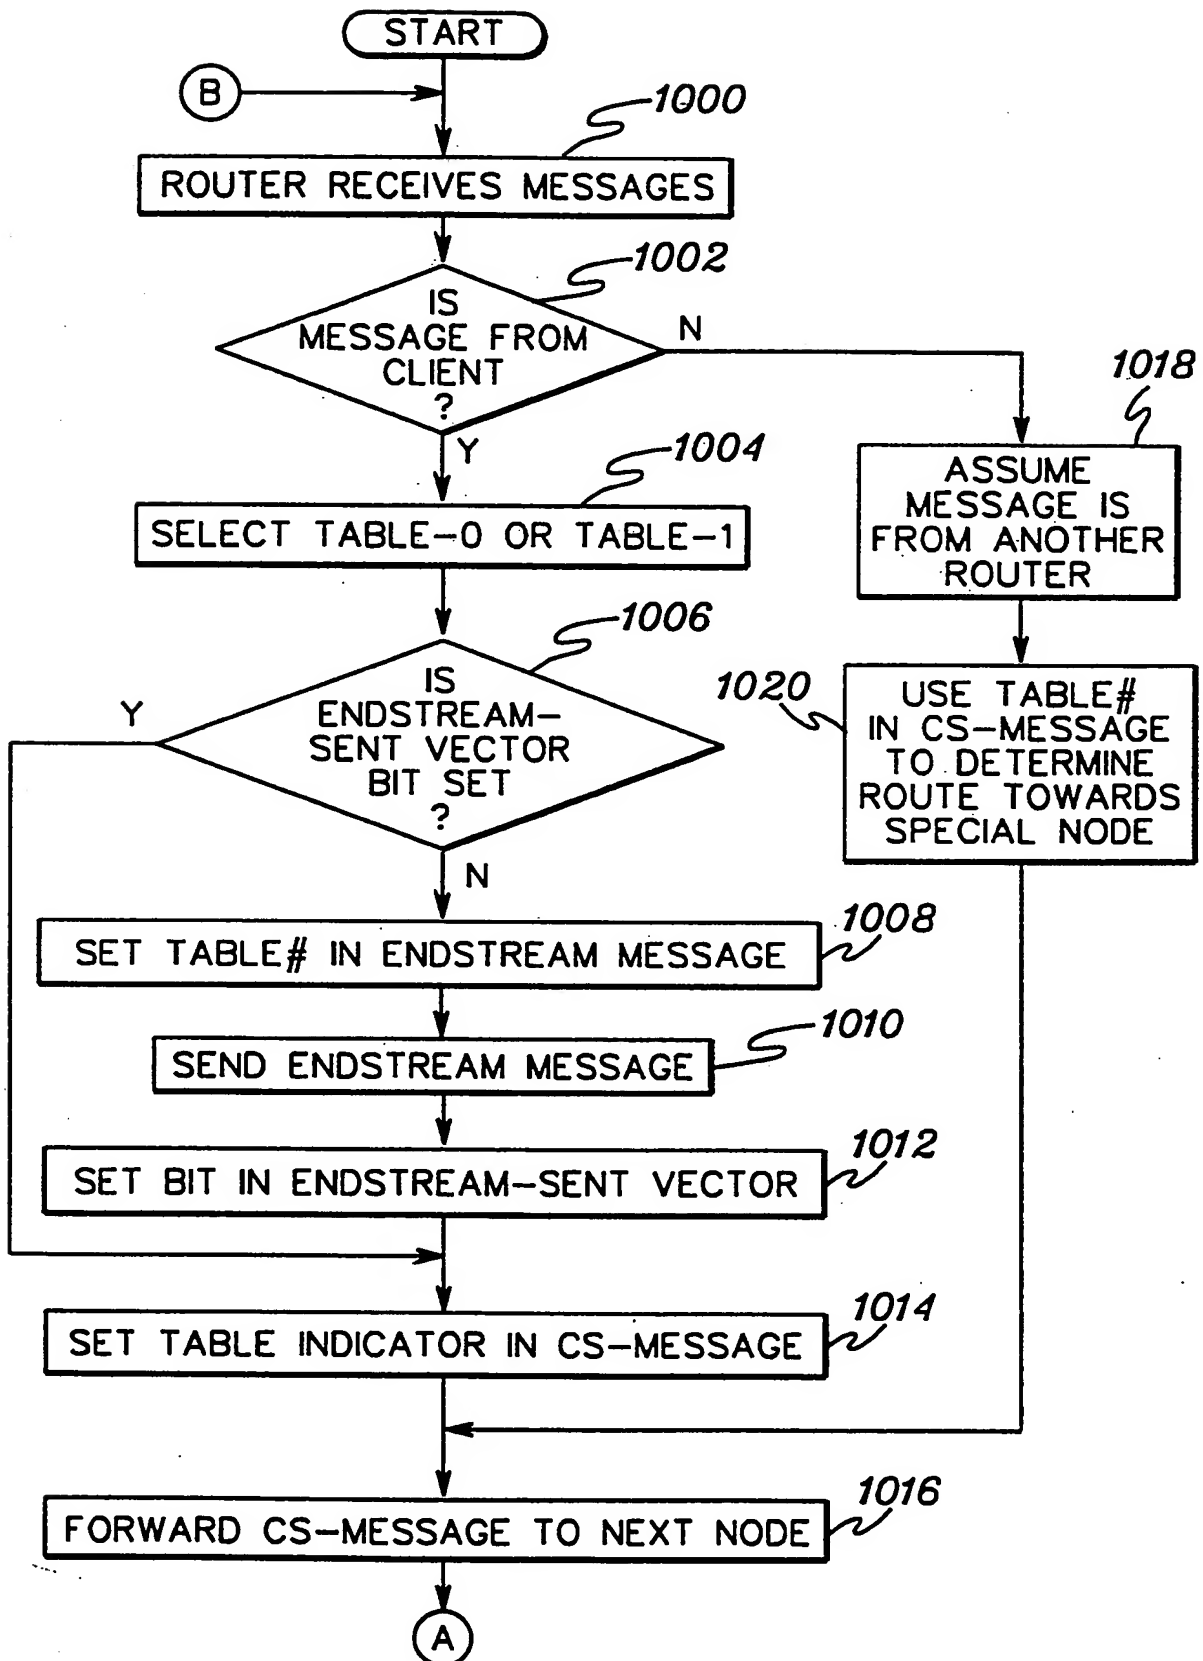 START
B
1000
ROUTER RECEIVES MESSAGES
1002
IS
MESSAGE FROM
CLIENT
?
N
Y
1018
ASSUME
MESSAGE IS
FROM ANOTHER
ROUTER
1004
SELECT TABLE-0 OR TABLE-1
1006
IS
ENDSTREAM-
SENT VECTOR
BIT SET
?
Y
N
1020
USE TABLE#
IN CS-MESSAGE
TO DETERMINE
ROUTE TOWARDS
SPECIAL NODE
1008
SET TABLE# IN ENDSTREAM MESSAGE
1010
SEND ENDSTREAM MESSAGE
1012
SET BIT IN ENDSTREAM-SENT VECTOR
1014
SET TABLE INDICATOR IN CS-MESSAGE
1016
FORWARD CS-MESSAGE TO NEXT NODE
A